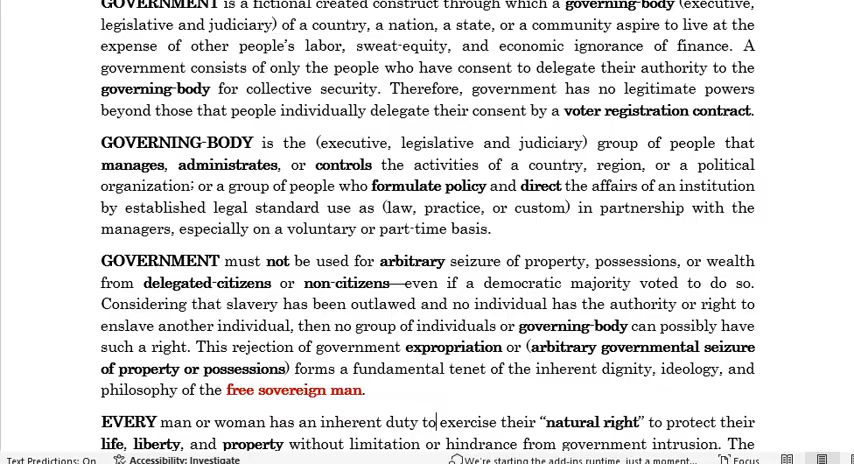 GOVERNMENT is a fictional created construct through which a governing-body (executive,
legislative and judiciary) of a country, a nation, a state, or a community aspire to live at the
expense of other people's labor, sweat-equity, and economic ignorance of finance. A
government consists of only the people who have consent to delegate their authority to the
governing-body for collective security. Therefore, government has no legitimate powers
beyond those that people individually delegate their consent by a voter registration contract.
GOVERNING-BODY is the (executive, legislative and judiciary) group of people that
manages, administrates, or controls the activities of a country, region, or a political
organization; or a group of people who formulate policy and direct the affairs of an institution
by established legal standard use as (law, practice, or custom) in partnership with the
managers, especially on a voluntary or part-time basis.
GOVERNMENT must not be used for arbitrary seizure of property, possessions, or wealth
from delegated-citizens or non-citizens—even if a democratic majority voted to do so.
Considering that slavery has been outlawed and no individual has the authority or right to
enslave another individual, then no group of individuals or governing-body can possibly have
such a right. This rejection of government expropriation or (arbitrary governmental seizure
of property or possessions) forms a fundamental tenet of the inherent dignity, ideology, and
philosophy of the free sovereign man.
EVERY man or woman has an inherent duty to exercise their “natural right” to protect their
life, liberty, and property without limitation or hindrance from government intrusion. The
Text Predictions: On Accessibility: Investigate We're starting the add-ins runtime, just a moment... Focus